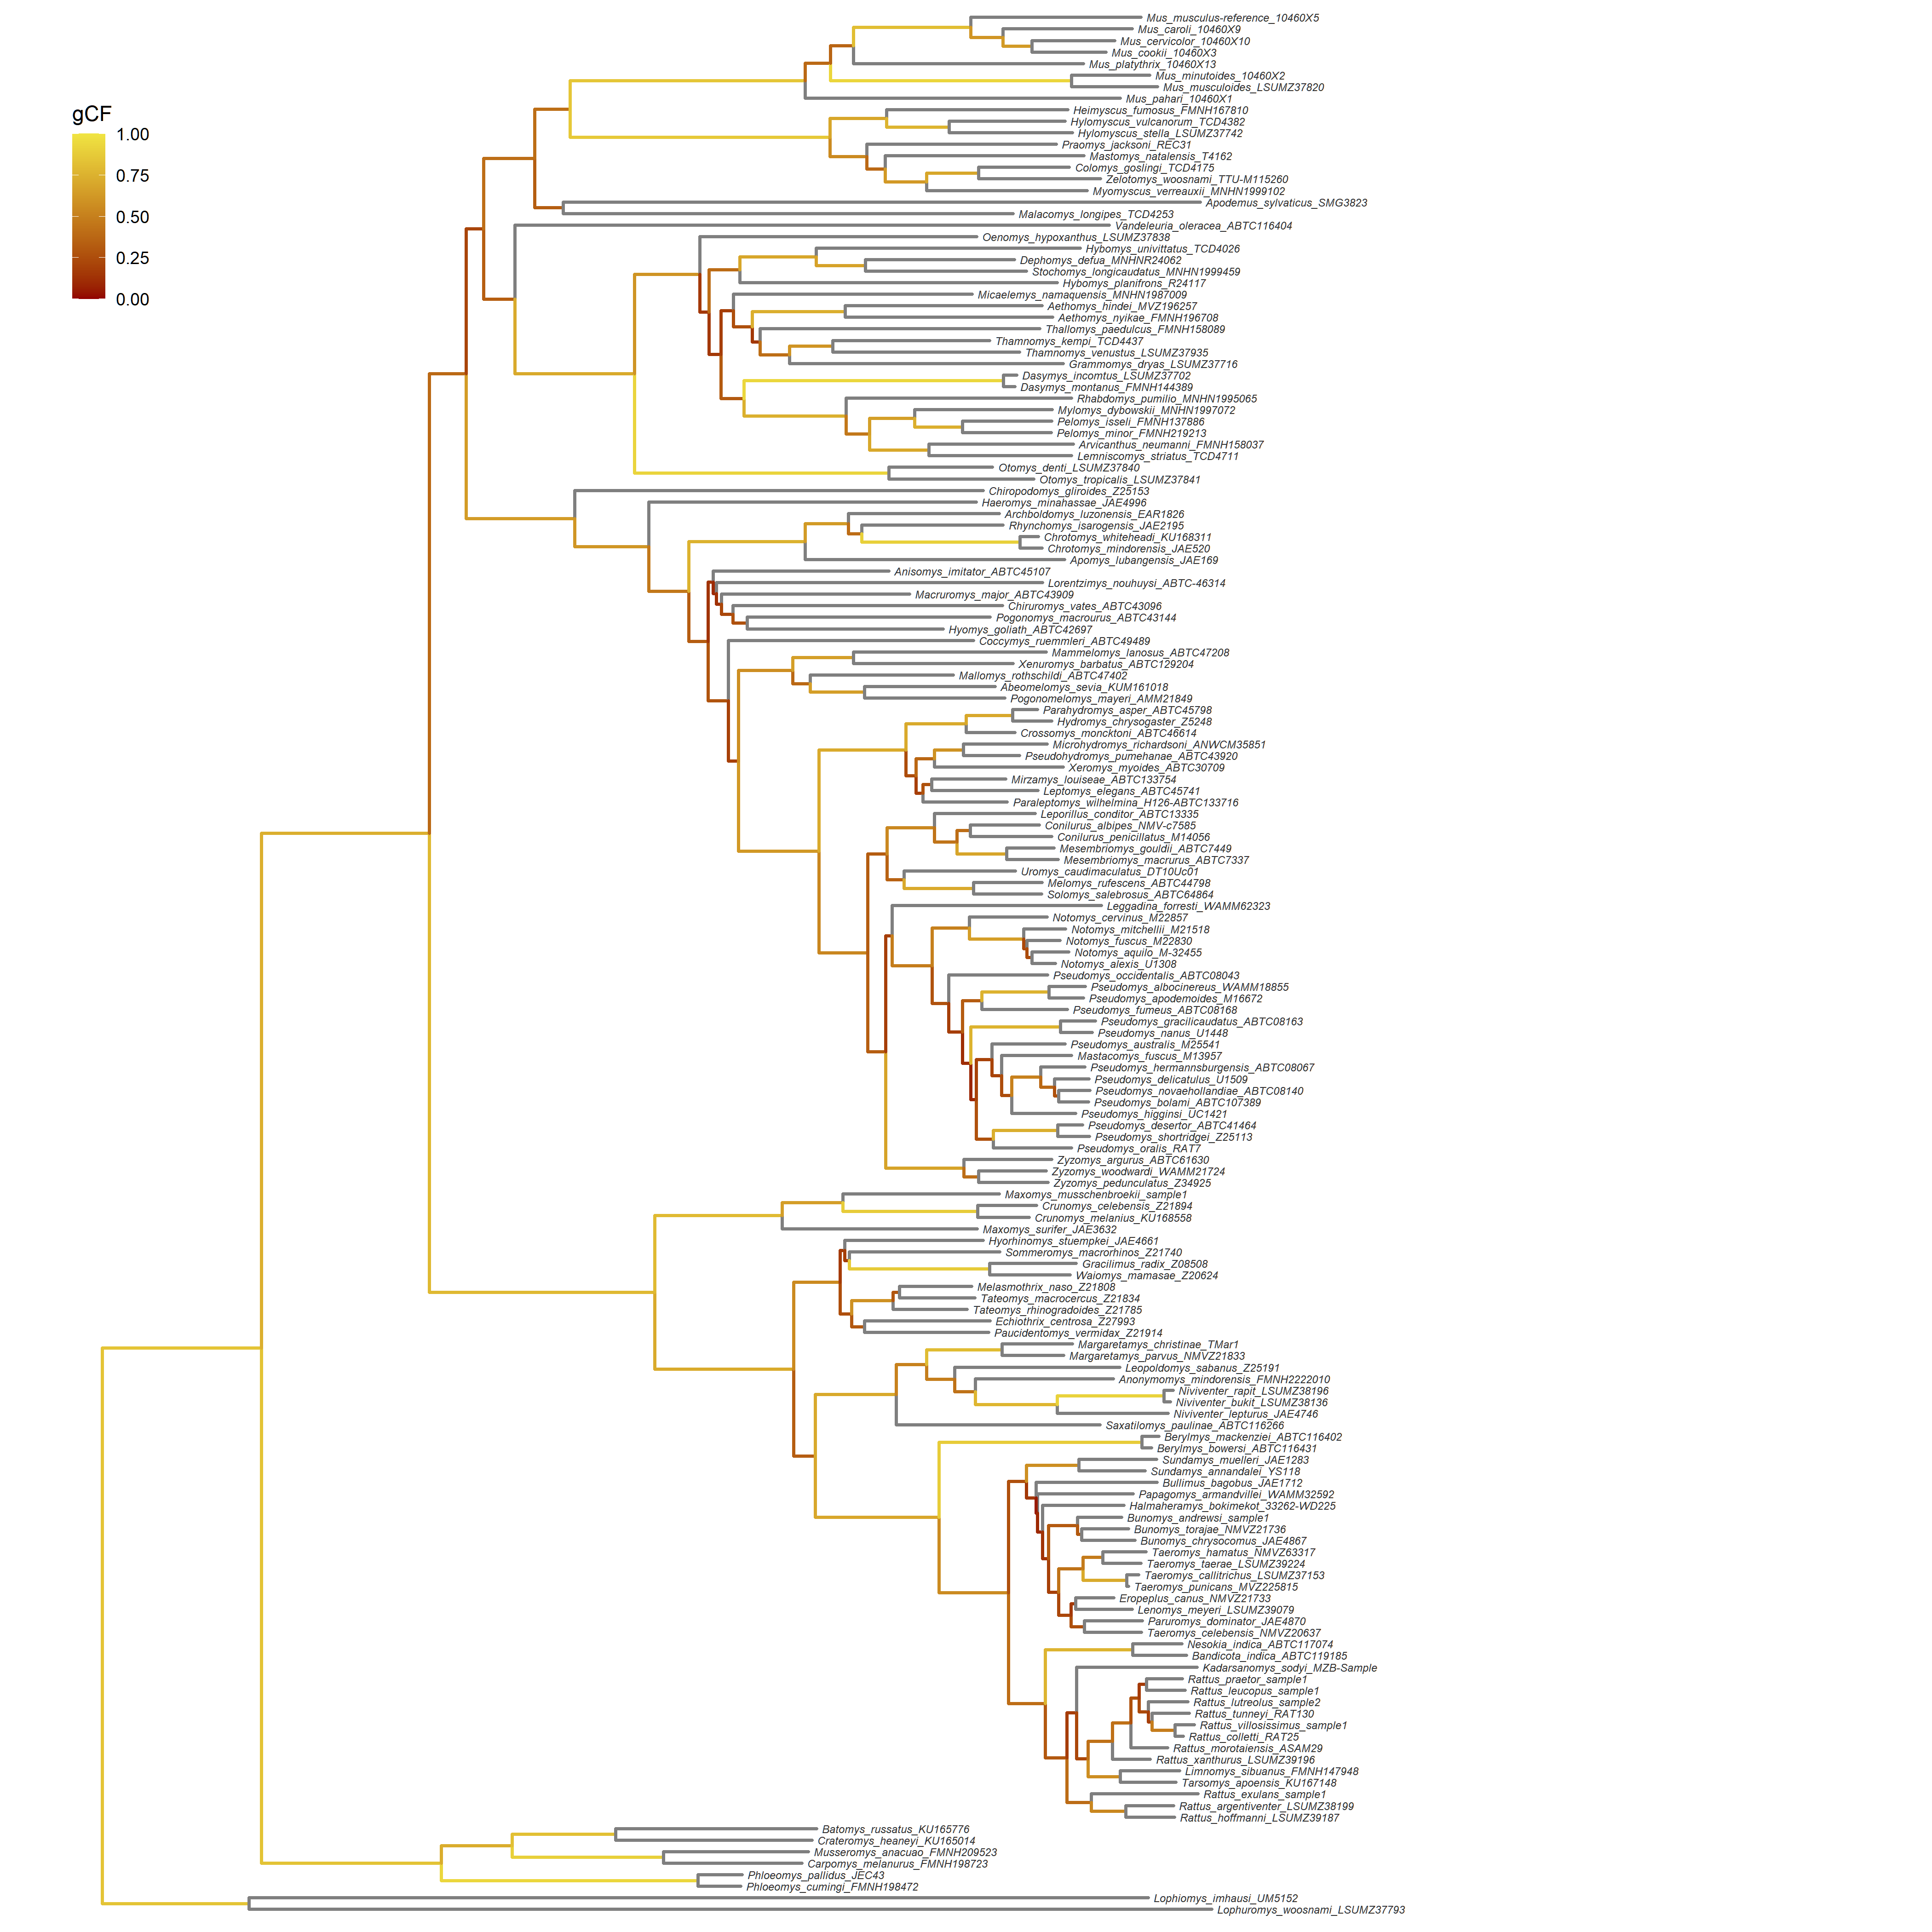 gCF
1.00
0.75
0.50
0.25
0.00
Mus_musculus-reference_10460X5
Mus_caroli_10460X9
Mus_cervicolor_10460X10
Mus_cookii_10460X3
Mus_platythrix_10460X13
Mus_minutoides_10460X2
Mus_musculoides_LSUMZ37820
Mus_pahari_10460X1
Heimyscus_fumosus_FMNH167810
Hylomyscus_vulcanorum_TCD4382
Hylomyscus_stella_LSUMZ37742
Praomys_jacksoni_REC31
Mastomys_natalensis_T4162
Colomys_goslingi_TCD4175
Zelotomys_woosnami_TTU-M115260
Myomyscus_verreauxii_MNHN1999102
Apodemus_sylvaticus_SMG3823
Malacomys_longipes_TCD4253
Vandeleuria_oleracea_ABTC116404
Oenomys_hypoxanthus_LSUMZ37838
Hybomys_univittatus_TCD4026
Dephomys_defua_MNHNR24062
Stochomys_longicaudatus_MNHN1999459
Hybomys_planifrons_R24117
Micaelemys_namaquensis_MNHN1987009
Aethomys_hindei_MVZ196257
Aethomys_nyikae_FMNH196708
Thallomys_paedulcus_FMNH158089
Thamnomys_kempi_TCD4437
Thamnomys_venustus_LSUMZ37935
Grammomys_dryas_LSUMZ37716
Dasymys_incomtus_LSUMZ37702
Dasymys_montanus_FMNH144389
Rhabdomys_pumilio_MNHN1995065
Mylomys_dybowskii_MNHN1997072
Pelomys_isseli_FMNH137886
Pelomys_minor_FMNH219213
Arvicanthus_neumanni_FMNH158037
Lemniscomys_striatus_TCD4711
Otomys_denti_LSUMZ37840
Otomys_tropicalis_LSUMZ37841
Chiropodomys_gliroides_Z25153
Haeromys_minahassae_JAE4996
Archboldomys_luzonensis_EAR1826
Rhynchomys_isarogensis_JAE2195
Chrotomys_whiteheadi_KU168311
Chrotomys_mindorensis_JAE520
Apomys_lubangensis_JAE169
Anisomys_imitator_ABTC45107
Lorentzimys_nouhuysi_ABTC-46314
Macruromys_major_ABTC43909
Chiruromys_vates_ABTC43096
Pogonomys_macrourus_ABTC43144
Hyomys_goliath_ABTC42697
Coccymys_ruemmleri_ABTC49489
Mammelomys_lanosus_ABTC47208
Xenuromys_barbatus_ABTC129204
Mallomys_rothschildi_ABTC47402
Abeomelomys_sevia_KUM161018
Pogonomelomys_mayeri_AMM21849
Parahydromys_asper_ABTC45798
Hydromys_chrysogaster_Z5248
Crossomys_moncktoni_ABTC46614
Microhydromys_richardsoni_ANWCM35851
Pseudohydromys_pumehanae_ABTC43920
Xeromys_myoides_ABTC30709
Mirzamys_louiseae_ABTC133754
Leptomys_elegans_ABTC45741
Paraleptomys_wilhelmina_H126-ABTC133716
Leporillus_conditor_ABTC13335
Conilurus_albipes_NMV-c7585
Conilurus_penicillatus_M14056
Mesembriomys_gouldii_ABTC7449
Mesembriomys_macrurus_ABTC7337
Uromys_caudimaculatus_DT10Uc01
Melomys_rufescens_ABTC44798
Solomys_salebrosus_ABTC64864
Leggadina_forresti_WAMM62323
Notomys_cervinus_M22857
Notomys_mitchellii_M21518
Notomys_fuscus_M22830
Notomys_aquilo_M-32455
Notomys_alexis_U1308
Pseudomys_occidentalis_ABTC08043
Pseudomys_albocinereus_WAMM18855
Pseudomys_apodemoides_M16672
Pseudomys_fumeus_ABTC08168
Pseudomys_gracilicaudatus_ABTC08163
Pseudomys_nanus_U1448
Pseudomys_australis_M25541
Mastacomys_fuscus_M13957
Pseudomys_hermannsburgensis_ABTC08067
Pseudomys_delicatulus_U1509
Pseudomys_novaehollandiae_ABTC08140
Pseudomys_bolami_ABTC107389
Pseudomys_higginsi_UC1421
Pseudomys_desertor_ABTC41464
Pseudomys_shortridgei_Z25113
Pseudomys_oralis_RAT7
Zyzomys_argurus_ABTC61630
Zyzomys_woodwardi_WAMM21724
Zyzomys_pedunculatus_Z34925
Maxomys_musschenbroekii_sample1
Crunomys_celebensis_Z21894
Crunomys_melanius_KU168558
Maxomys_surifer_JAE3632
Hyorhinomys_stuempkei_JAE4661
Sommeromys_macrorhinos_Z21740
Gracilimus_radix_Z08508
Waiomys_mamasae_Z20624
Melasmothrix_naso_Z21808
Tateomys_macrocercus_Z21834
Tateomys_rhinogradoides_Z21785
Echiothrix_centrosa_Z27993
Paucidentomys_vermidax_Z21914
Margaretamys_christinae_TMar1
Margaretamys_parvus_NMVZ21833
Leopoldomys_sabanus_Z25191
Anonymomys_mindorensis_FMNH2222010
Niviventer_rapit_LSUMZ38196
Niviventer_bukit_LSUMZ38136
Niviventer_lepturus_JAE4746
Saxatilomys_paulinae_ABTC116266
Berylmys_mackenziei_ABTC116402
Berylmys_bowersi_ABTC116431
Sundamys_muelleri_JAE1283
Sundamys_annandalei_YS118
Bullimus_bagobus_JAE1712
Papagomys_armandvillei_WAMM32592
Halmaheramys_bokimekot_33262-WD225
Bunomys_andrewsi_sample1
Bunomys_torajae_NMVZ21736
Bunomys_chrysocomus_JAE4867
Taeromys_hamatus_NMVZ63317
Taeromys_taerae_LSUMZ39224
Taeromys_callitrichus_LSUMZ37153
Taeromys_punicans_MVZ225815
Eropeplus_canus_NMVZ21733
Lenomys_meyeri_LSUMZ39079
Paruromys_dominator_JAE4870
Taeromys_celebensis_NMVZ20637
Nesokia_indica_ABTC117074
Bandicota_indica_ABTC119185
Kadarsanomys_sodyi_MZB-Sample
Rattus_praetor_sample1
Rattus_leucopus_sample1
Rattus_lutreolus_sample2
Rattus_tunneyi_RAT130
Rattus_villosissimus_sample1
Rattus_colletti_RAT25
Rattus_morotaiensis_ASAM29
Rattus_xanthurus_LSUMZ39196
Limnomys_sibuanus_FMNH147948
Tarsomys_apoensis_KU167148
Rattus_exulans_sample1
Rattus_argentiventer_LSUMZ38199
Rattus_hoffmanni_LSUMZ39187
Batomys_russatus_KU165776
Crateromys_heaneyi_KU165014
Musseromys_anacuao_FMNH209523
Carpomys_melanurus_FMNH198723
Phloeomys_pallidus_JEC43
Phloeomys_cumingi_FMNH198472
Lophiomys_imhausi_UM5152
Lophuromys_woosnami_LSUMZ37793